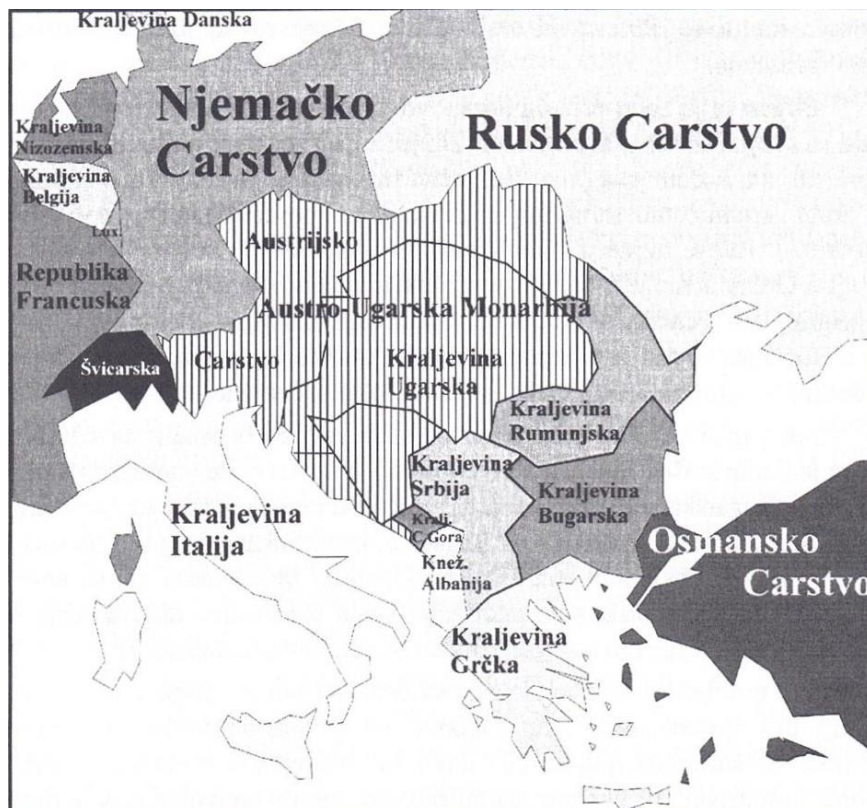 Kraljevina Danska
Njemačko
Carstvo
Rusko Carstvo
Kraljevina
Nizozemska
Kraljevina
Belgija
Lux.
Republika
Francuska
Austrijsko
Austro-Ugarska Monarhija
Carstvo
Kraljevina
Ugarska
Švicarska
Kraljevina
Rumunjska
Kraljevina
Srbija
Kraljevina
Bugarska
Kralj.
C.Gora
Knež.
Albanija
Kraljevina
Italija
Osmansko
Carstvo
Kraljevina
Grčka